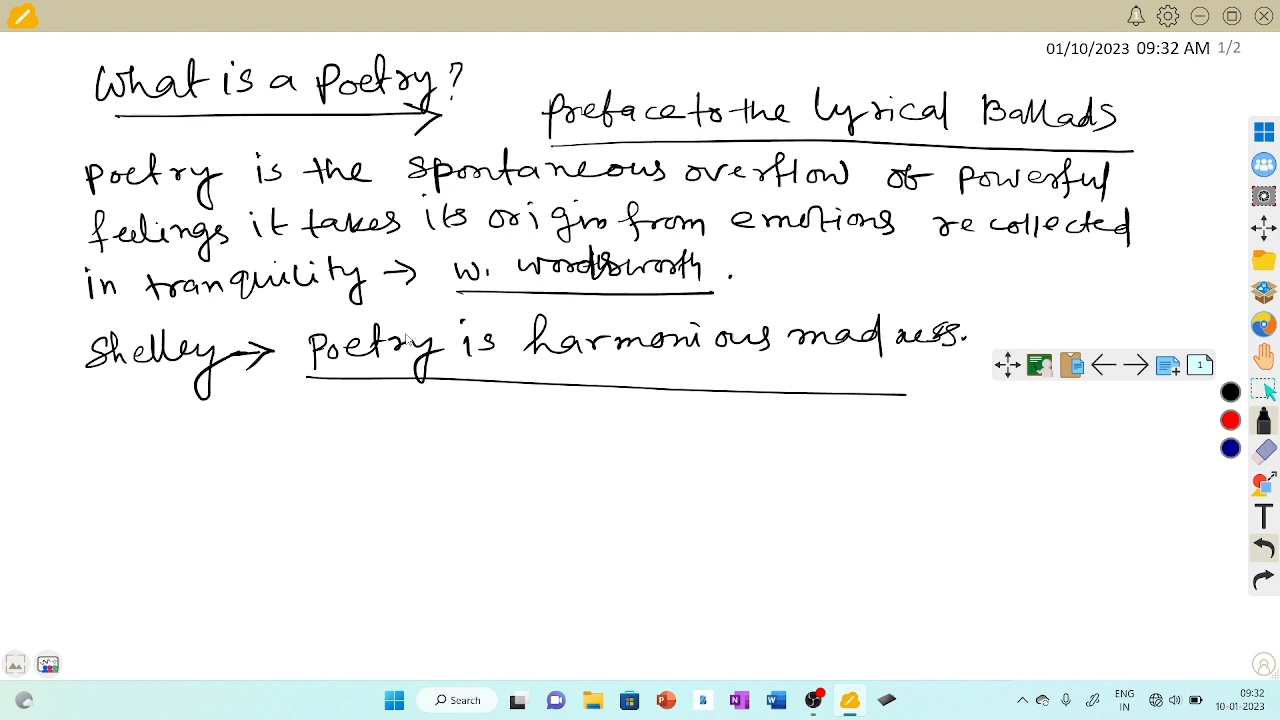 01/10/2023 09:32 AM 1/2
What is a Poetry?
preface to the Lyrical Ballads
Poetry is the spontaneous overflow of powerful
feelings it takes its origin from emotions recollected
in tranquility → W. Wordsworth.
Shelley → Poetry is harmonious madness.
1
Search
ENG
IN
09:32
10-01-2023